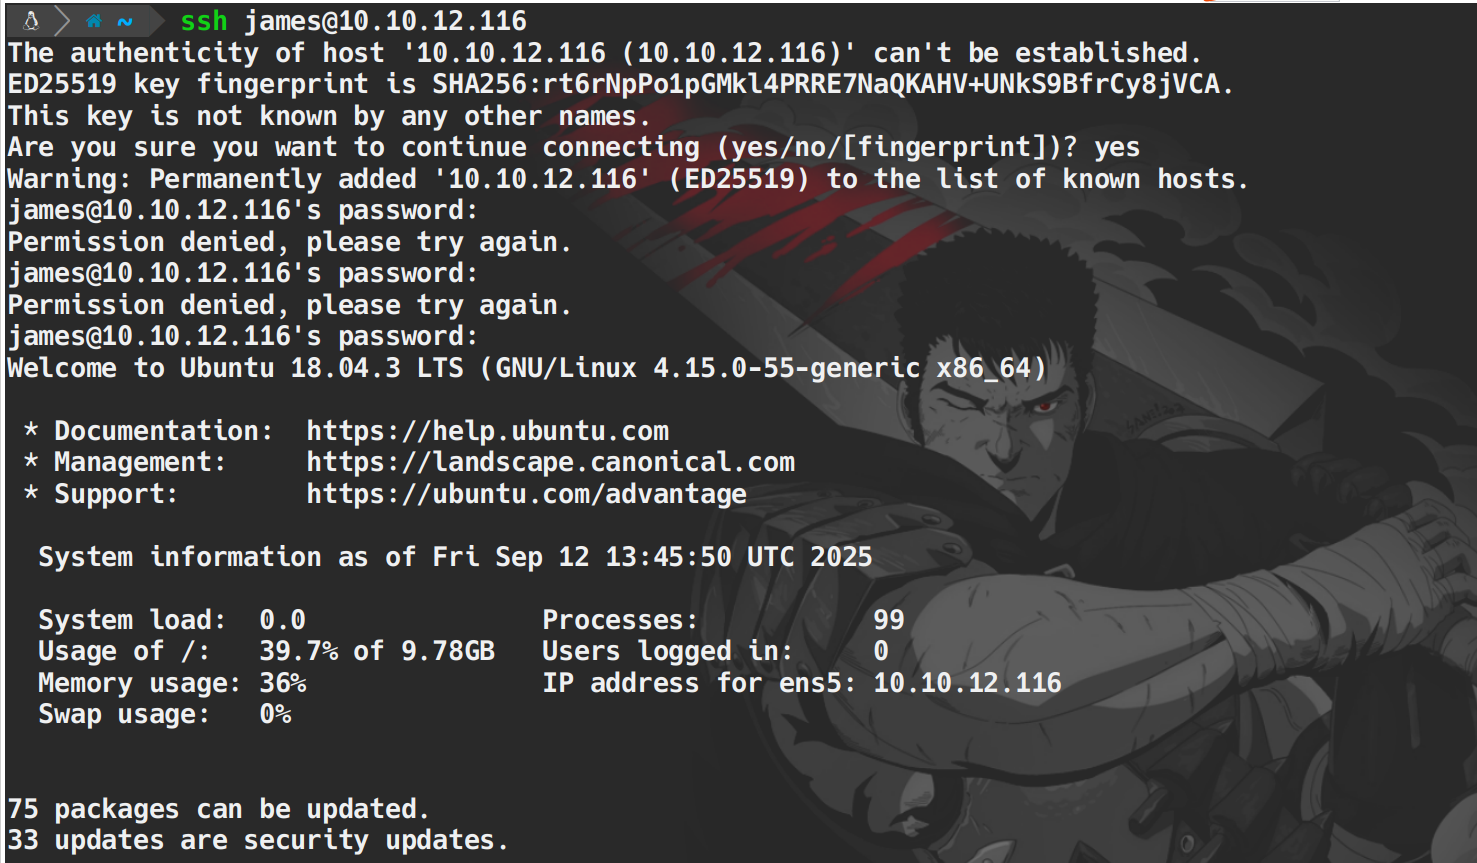 ~ ssh james@10.10.12.116
The authenticity of host '10.10.12.116 (10.10.12.116)' can't be established.
ED25519 key fingerprint is SHA256:rt6rNpPo1pGMkl4PRRE7NaQKAHV+UNkS9BfrCy8jVCA.
This key is not known by any other names.
Are you sure you want to continue connecting (yes/no/[fingerprint])? yes
Warning: Permanently added '10.10.12.116' (ED25519) to the list of known hosts.
james@10.10.12.116's password:
Permission denied, please try again.
james@10.10.12.116's password:
Permission denied, please try again.
james@10.10.12.116's password:
Welcome to Ubuntu 18.04.3 LTS (GNU/Linux 4.15.0-55-generic x86_64)
* Documentation: https://help.ubuntu.com
* Management: https://landscape.canonical.com
* Support: https://ubuntu.com/advantage
System information as of Fri Sep 12 13:45:50 UTC 2025
System load: 0.0 Processes: 99
Usage of /: 39.7% of 9.78GB Users logged in: 0
Memory usage: 36% IP address for ens5: 10.10.12.116
Swap usage: 0%
75 packages can be updated.
33 updates are security updates.